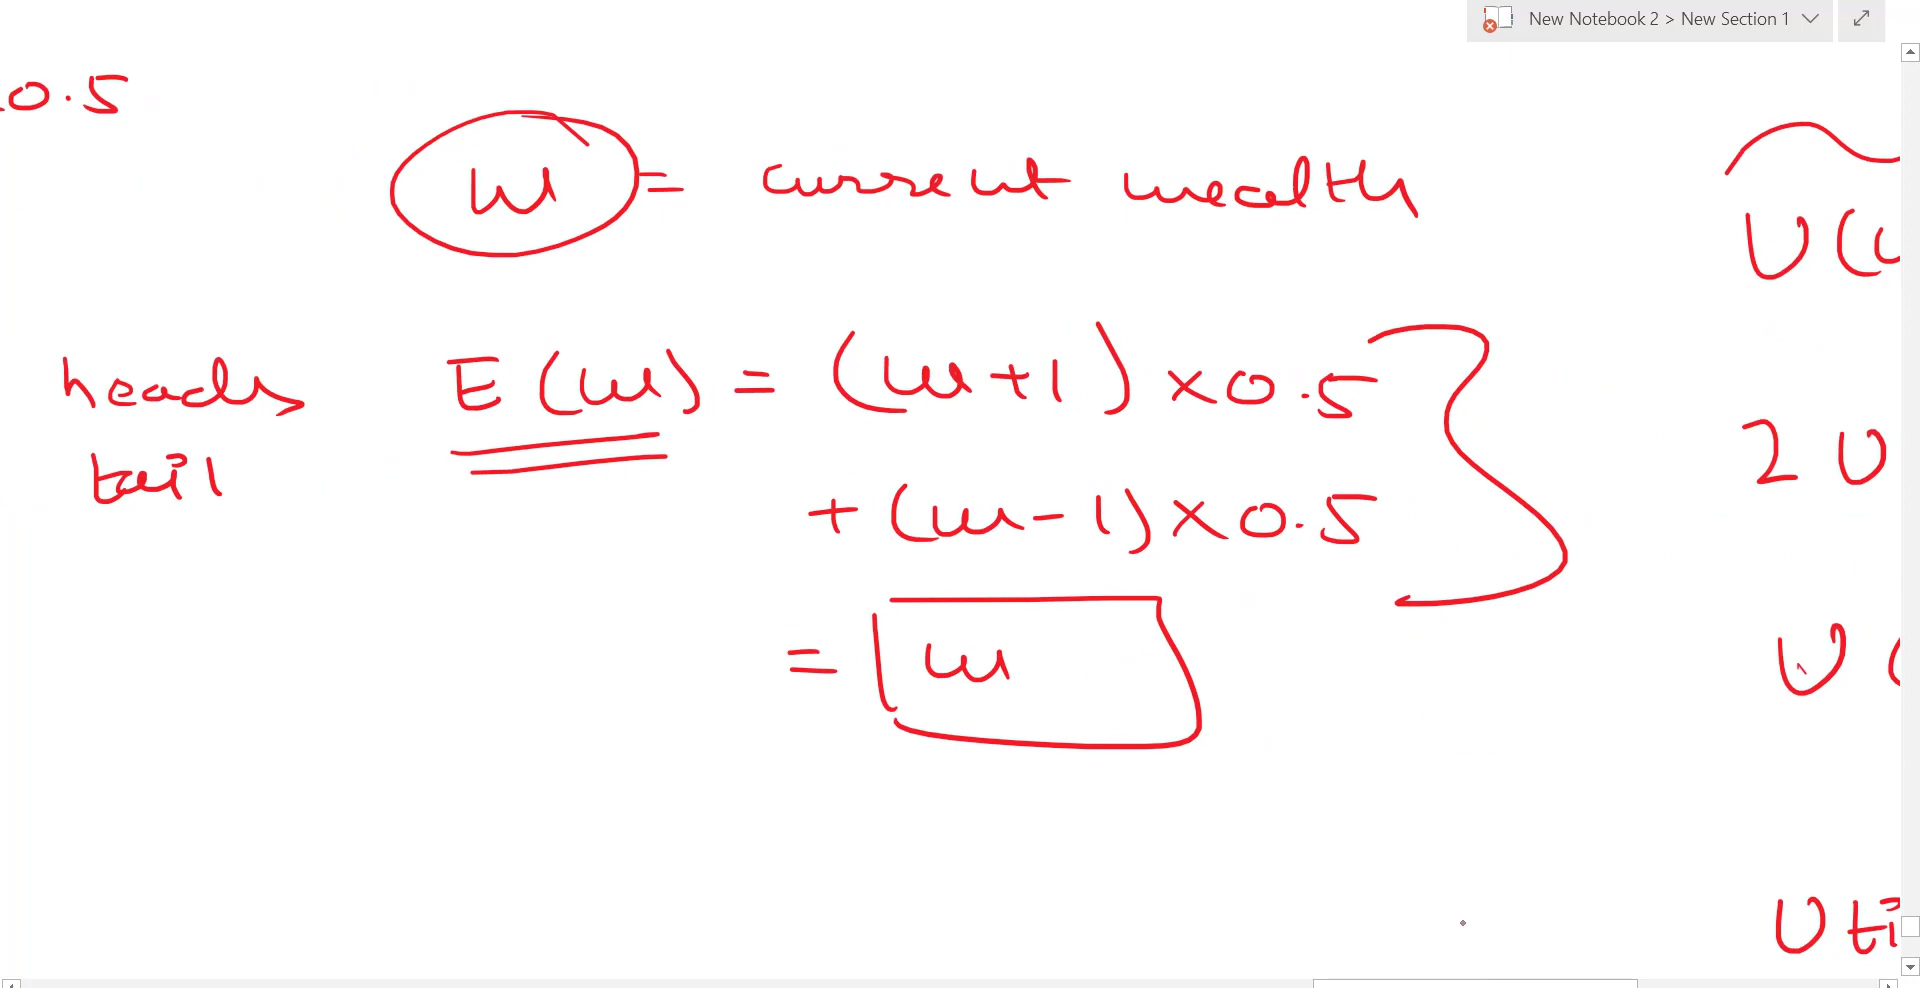 New Notebook 2 > New Section 1
0.5
w = current wealth
U(
heads E(w) = (w+1) × 0.5
tail + (w-1) × 0.5
2 U
= w
U(
Uti